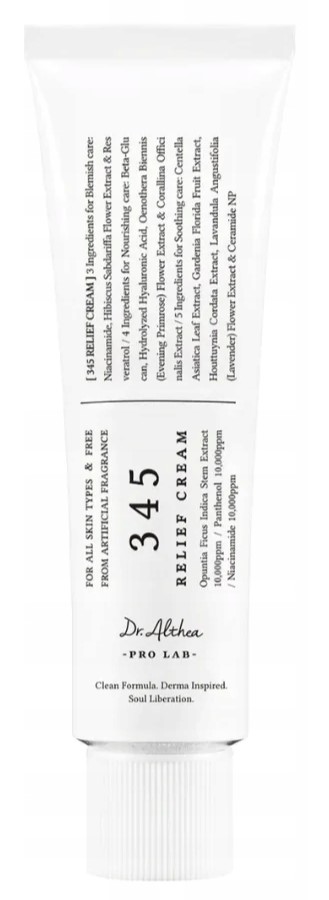 [ 345 RELIEF CREAM ] 3 Ingredients for Blemish care:
Niacinamide, Hibiscus Sabdariffa Flower Extract & Res
veratrol / 4 Ingredients for Nourishing care: Beta-Glu
can, Hydrolyzed Hyaluronic Acid, Oenothera Biennis
(Evening Primrose) Flower Extract & Corallina Offici
nalis Extract / 5 Ingredients for Soothing care: Centella
Asiatica Leaf Extract, Gardenia Florida Fruit Extract,
Houttuynia Cordata Extract, Lavandula Angustifolia
(Lavender) Flower Extract & Ceramide NP
FOR ALL SKIN TYPES & FREE
FROM ARTIFICIAL FRAGRANCE
345
RELIEF CREAM
Opuntia Ficus Indica Stem Extract
10,000ppm / Panthenol 10,000ppm
/ Niacinamide 10,000ppm
Dr.Althea
-PRO LAB-
Clean Formula. Derma Inspired.
Soul Liberation.